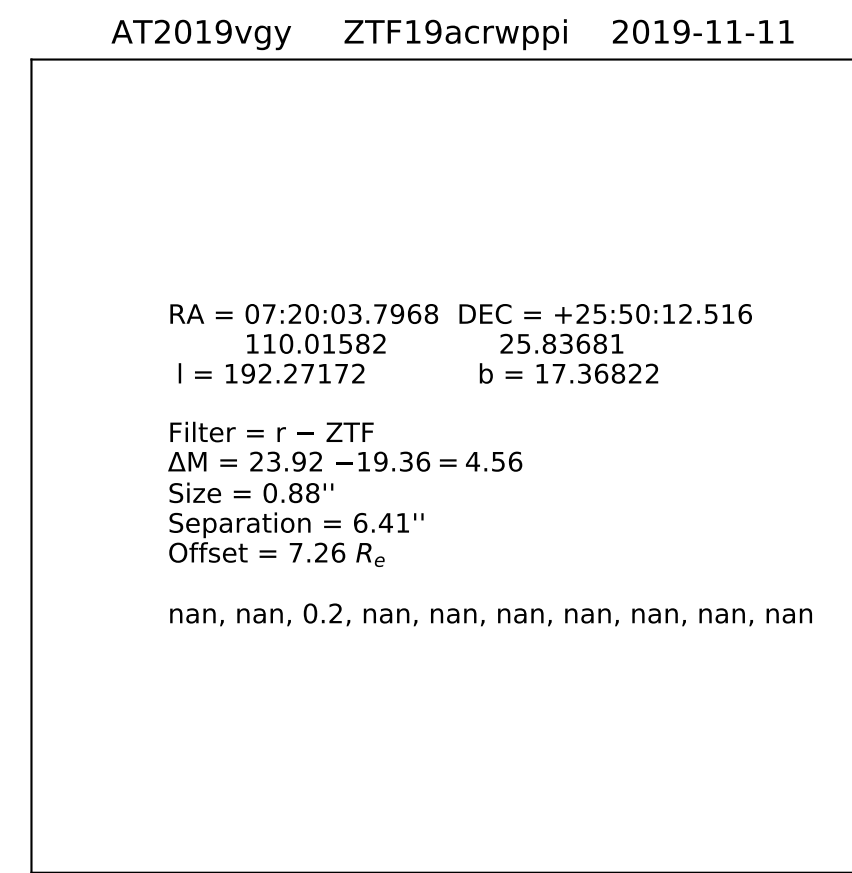 AT2019vgy ZTF19acrwppi 2019-11-11
RA = 07:20:03.7968 DEC = +25:50:12.516
110.01582 25.83681
l = 192.27172 b = 17.36822
Filter = r − ZTF
ΔM = 23.92 −19.36 = 4.56
Size = 0.88''
Separation = 6.41''
Offset = 7.26 Re
nan, nan, 0.2, nan, nan, nan, nan, nan, nan, nan